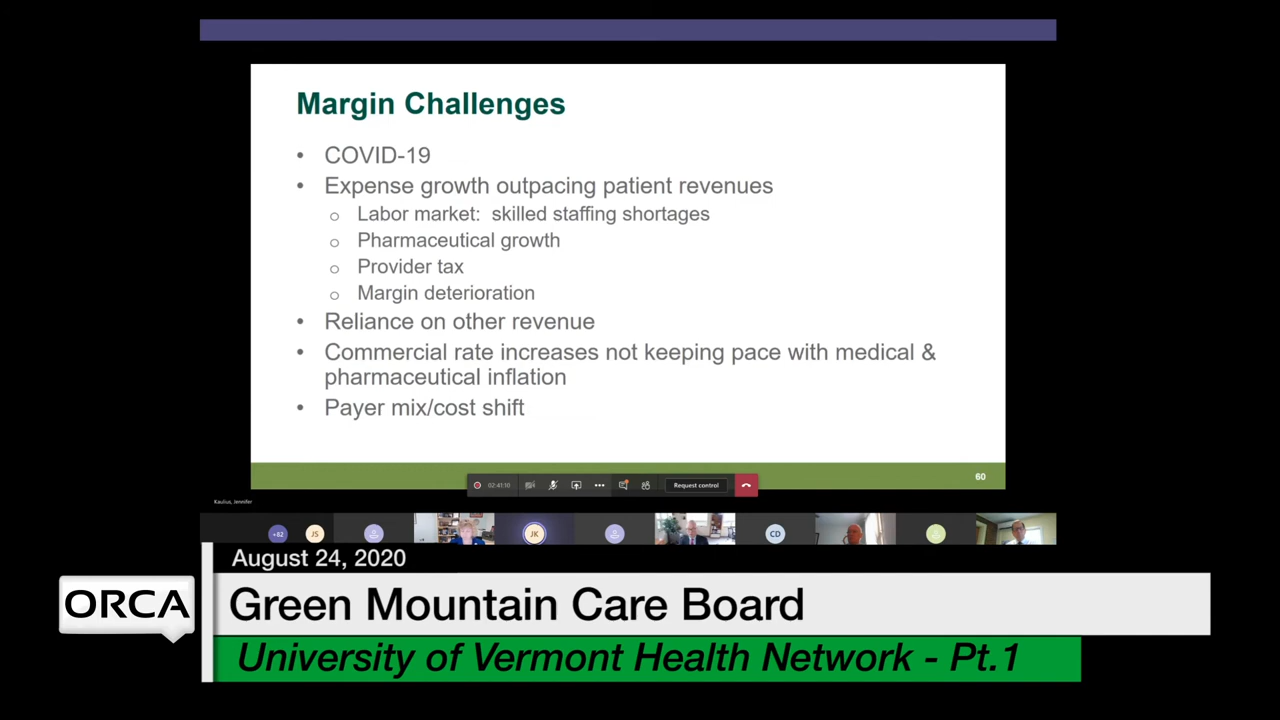 Margin Challenges
• COVID-19
• Expense growth outpacing patient revenues
o Labor market: skilled staffing shortages
o Pharmaceutical growth
o Provider tax
o Margin deterioration
• Reliance on other revenue
• Commercial rate increases not keeping pace with medical &
pharmaceutical inflation
• Payer mix/cost shift
60
02:41:10
Request control
Kaulius, Jennifer
+82
JS
JK
CD
August 24, 2020
ORCA
Green Mountain Care Board
University of Vermont Health Network - Pt.1